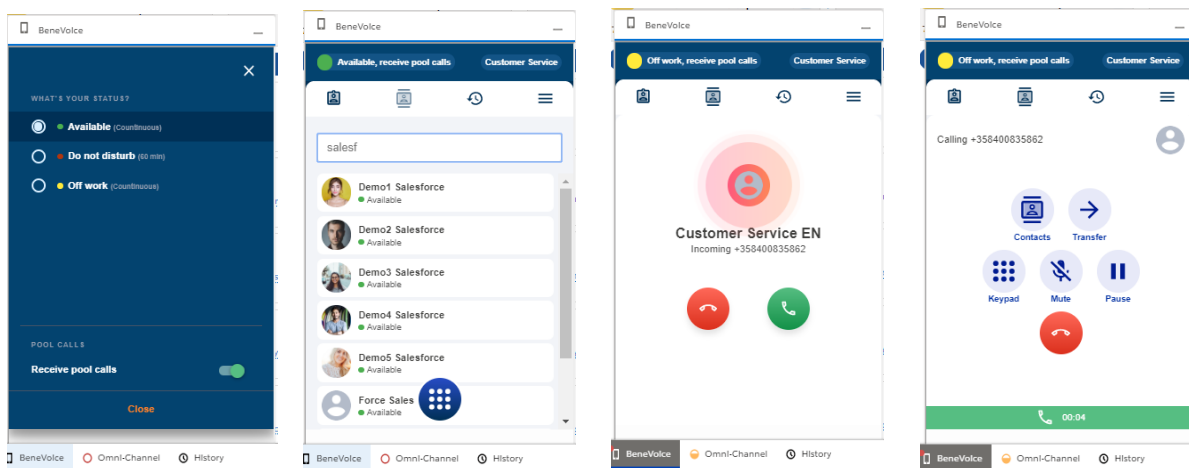 BeneVoIce
WHAT'S YOUR STATUS?
Available (Countinuous)
Do not disturb (60 min)
Off work (Countinuous)
POOL CALLS
Receive pool calls
Close
BeneVoIce OmnI-Channel HIstory
BeneVoIce
Available, receive pool calls Customer Service
salesf
Demo1 Salesforce
Available
Demo2 Salesforce
Available
Demo3 Salesforce
Available
Demo4 Salesforce
Available
Demo5 Salesforce
Available
Force Sales
Available
BeneVoIce OmnI-Channel HIstory
BeneVoIce
Off work, receive pool calls Customer Service
Customer Service EN
Incoming +358400835862
BeneVoIce OmnI-Channel HIstory
BeneVoIce
Off work, receive pool calls Customer Service
Calling +358400835862
Contacts Transfer
Keypad Mute Pause
00:04
BeneVoIce OmnI-Channel HIstory